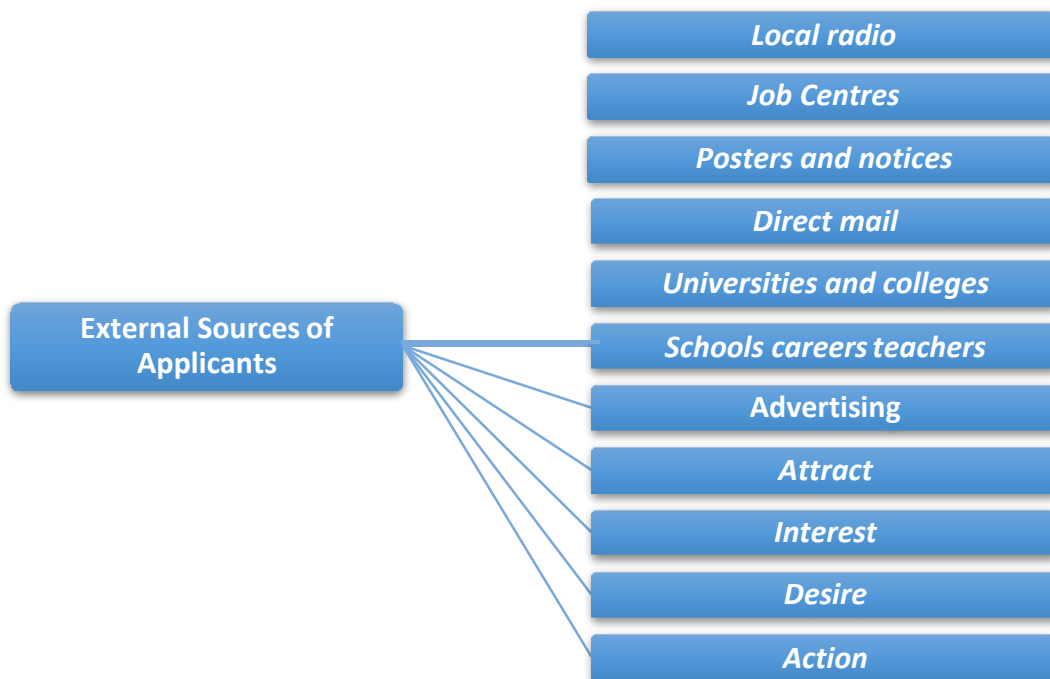 External Sources of
Applicants
Local radio
Job Centres
Posters and notices
Direct mail
Universities and colleges
Schools careers teachers
Advertising
Attract
Interest
Desire
Action